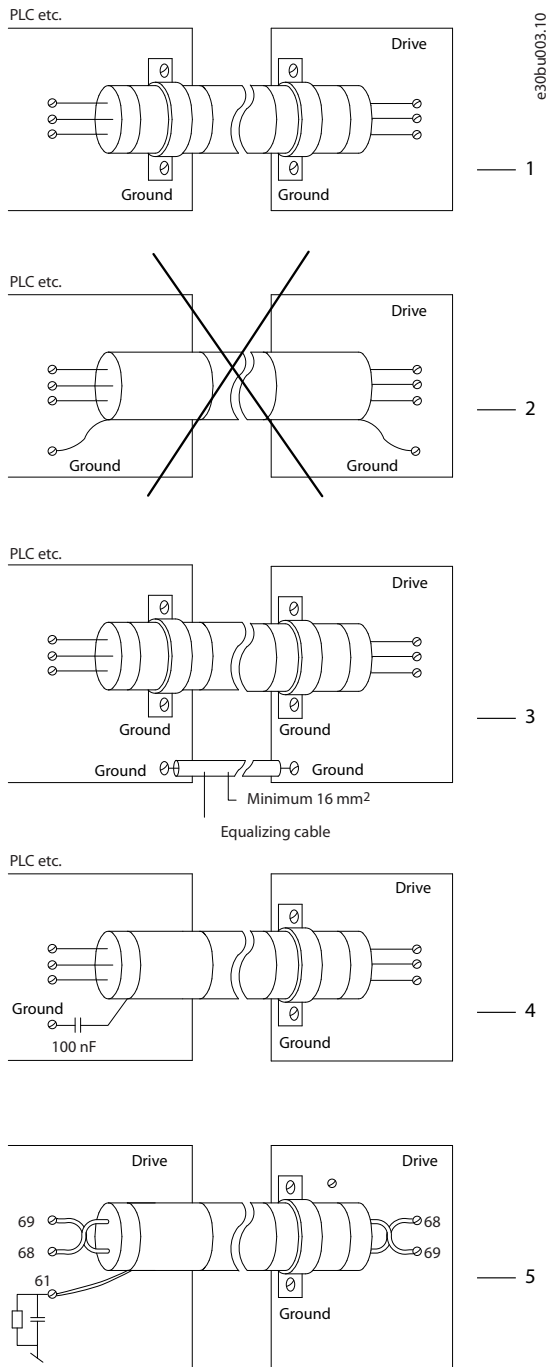 e30bu003.10
PLC etc.
Drive
Ground
Ground
1
PLC etc.
Drive
Ground
Ground
2
PLC etc.
Drive
Ground
Ground
3
Ground
Ground
Minimum 16 mm2
Equalizing cable
PLC etc.
Drive
Ground
100 nF
Ground
4
Drive
Drive
69
68
68
69
61
Ground
5